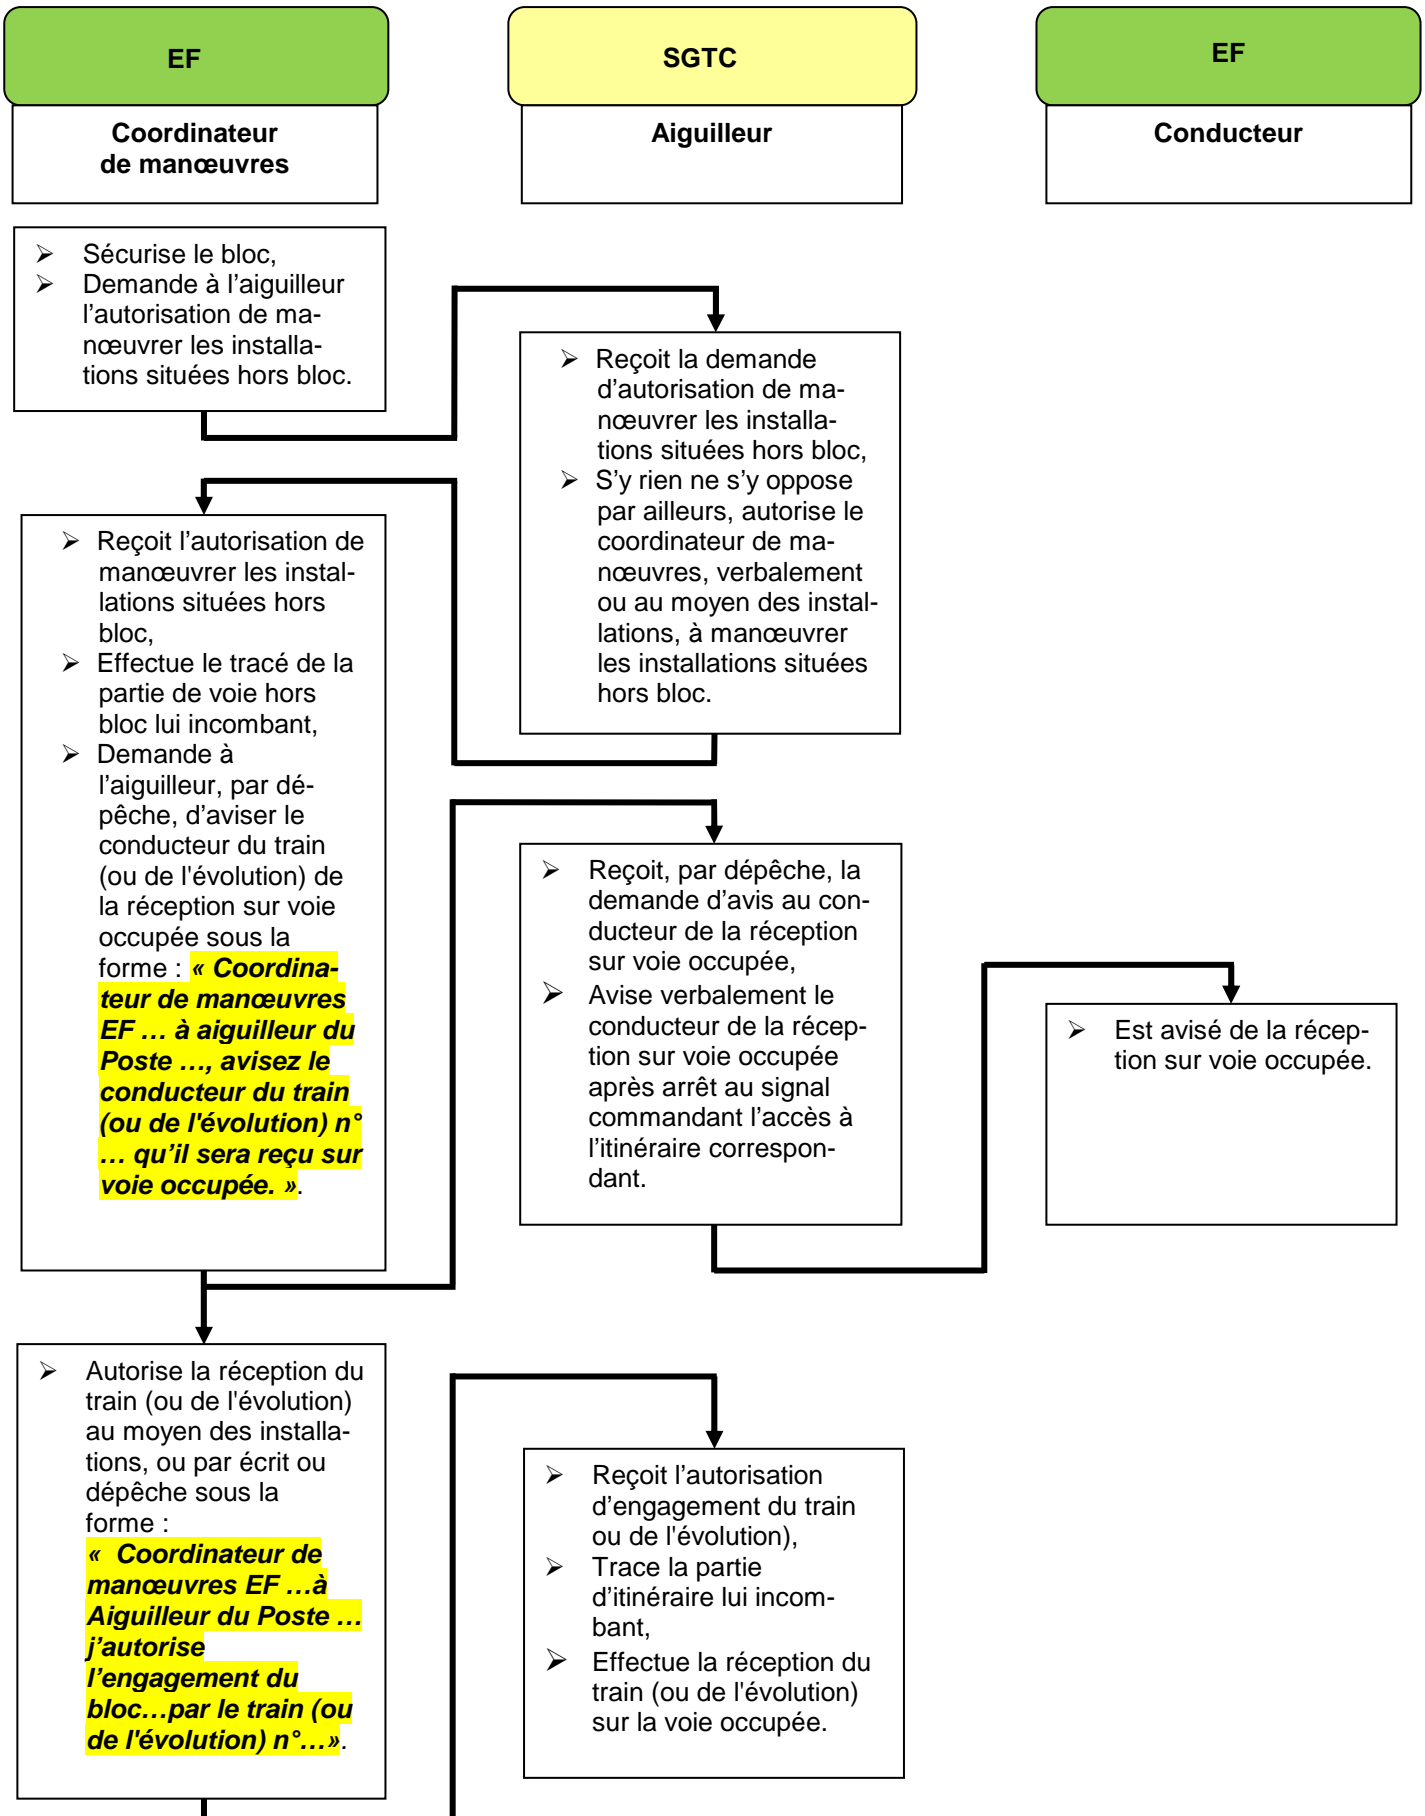 EF
Coordinateur
de manœuvres
SGTC
Aiguilleur
EF
Conducteur
➢ Sécurise le bloc,
➢ Demande à l’aiguilleur
l’autorisation de ma-
nœuvrer les installa-
tions situées hors bloc.
➢ Reçoit la demande
d’autorisation de ma-
nœuvrer les installa-
tions situées hors bloc,
➢ S’y rien ne s’y oppose
par ailleurs, autorise le
coordinateur de ma-
nœuvres, verbalement
ou au moyen des instal-
lations, à manœuvrer
les installations situées
hors bloc.
➢ Reçoit l’autorisation de
manœuvrer les instal-
lations situées hors
bloc,
➢ Effectue le tracé de la
partie de voie hors
bloc lui incombant,
➢ Demande à
l’aiguilleur, par dé-
pêche, d’aviser le
conducteur du train
(ou de l'évolution) de
la réception sur voie
occupée sous la
forme : « Coordina-
teur de manœuvres
EF … à aiguilleur du
Poste …, avisez le
conducteur du train
(ou de l'évolution) n°
… qu’il sera reçu sur
voie occupée. ».
➢ Reçoit, par dépêche, la
demande d’avis au con-
ducteur de la réception
sur voie occupée,
➢ Avise verbalement le
conducteur de la récep-
tion sur voie occupée
après arrêt au signal
commandant l’accès à
l’itinéraire correspon-
dant.
➢ Est avisé de la récep-
tion sur voie occupée.
➢ Autorise la réception du
train (ou de l'évolution)
au moyen des installa-
tions, ou par écrit ou
dépêche sous la
forme :
« Coordinateur de
manœuvres EF …à
Aiguilleur du Poste …
j’autorise
l’engagement du
bloc…par le train (ou
de l'évolution) n°…».
➢ Reçoit l’autorisation
d’engagement du train
ou de l'évolution),
➢ Trace la partie
d’itinéraire lui incom-
bant,
➢ Effectue la réception du
train (ou de l'évolution)
sur la voie occupée.